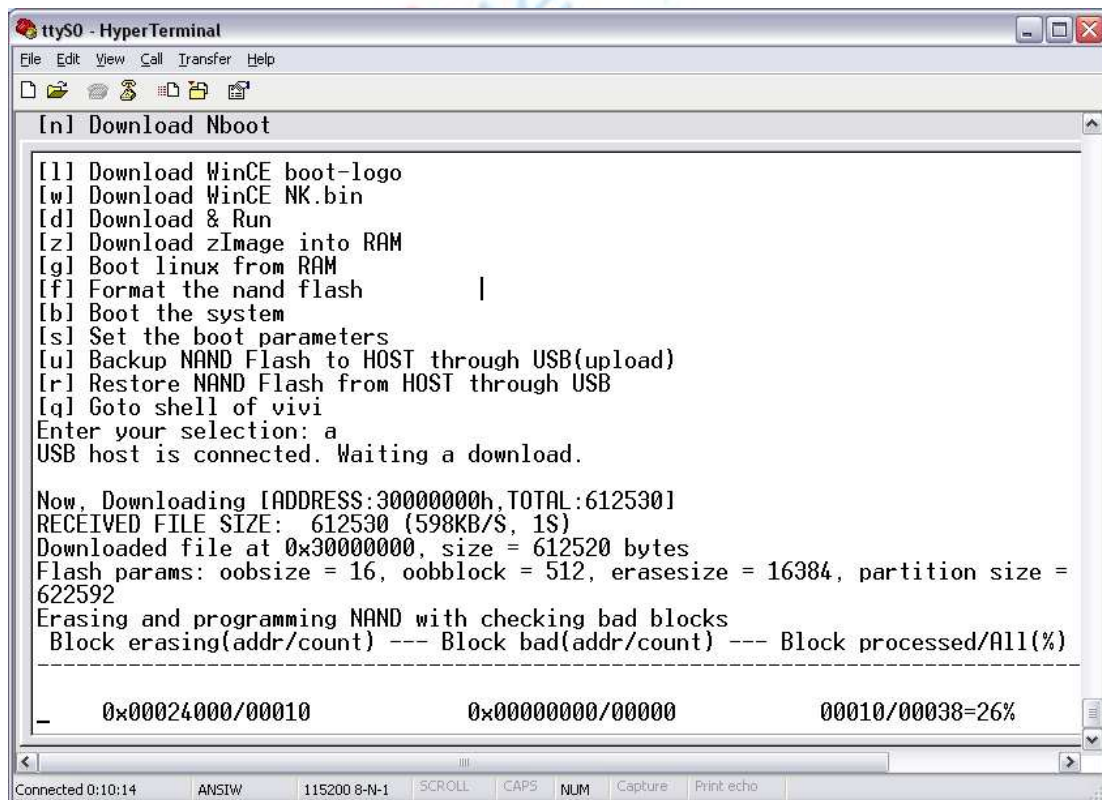 ttyS0 - HyperTerminal
File Edit View Call Transfer Help
[n] Download Nboot
[l] Download WinCE boot-logo
[w] Download WinCE NK.bin
[d] Download & Run
[z] Download zImage into RAM
[g] Boot linux from RAM
[f] Format the nand flash
[b] Boot the system
[s] Set the boot parameters
[u] Backup NAND Flash to HOST through USB(upload)
[r] Restore NAND Flash from HOST through USB
[q] Goto shell of vivi
Enter your selection: a
USB host is connected. Waiting a download.
Now, Downloading [ADDRESS:30000000h,TOTAL:612530]
RECEIVED FILE SIZE:  612530 (598KB/S, 1S)
Downloaded file at 0x30000000, size = 612520 bytes
Flash params: oobsize = 16, oobblock = 512, erasesize = 16384, partition size =
622592
Erasing and programming NAND with checking bad blocks
Block erasing(addr/count) --- Block bad(addr/count) --- Block processed/All(%)
--------------------------------------------------------------------------------
_ 0x00024000/00010 0x00000000/00000 00010/00038=26%
Connected 0:10:14 ANSIW 115200 8-N-1 SCROLL CAPS NUM Capture Print echo